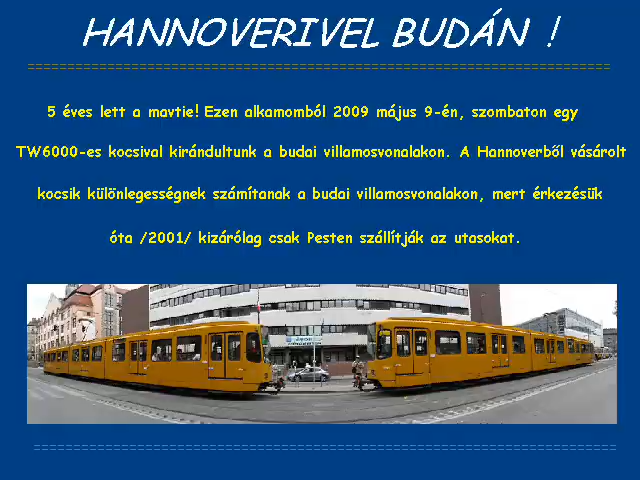 HANNOVERIVEL BUDÁN !
5 éves lett a mavtie! Ezen alkamomból 2009 május 9-én, szombaton egy
TW6000-es kocsival kirándultunk a budai villamosvonalakon. A Hannoverből vásárolt
kocsik különlegességnek számítanak a budai villamosvonalakon, mert érkezésük
óta /2001/ kizárólag csak Pesten szállítják az utasokat.